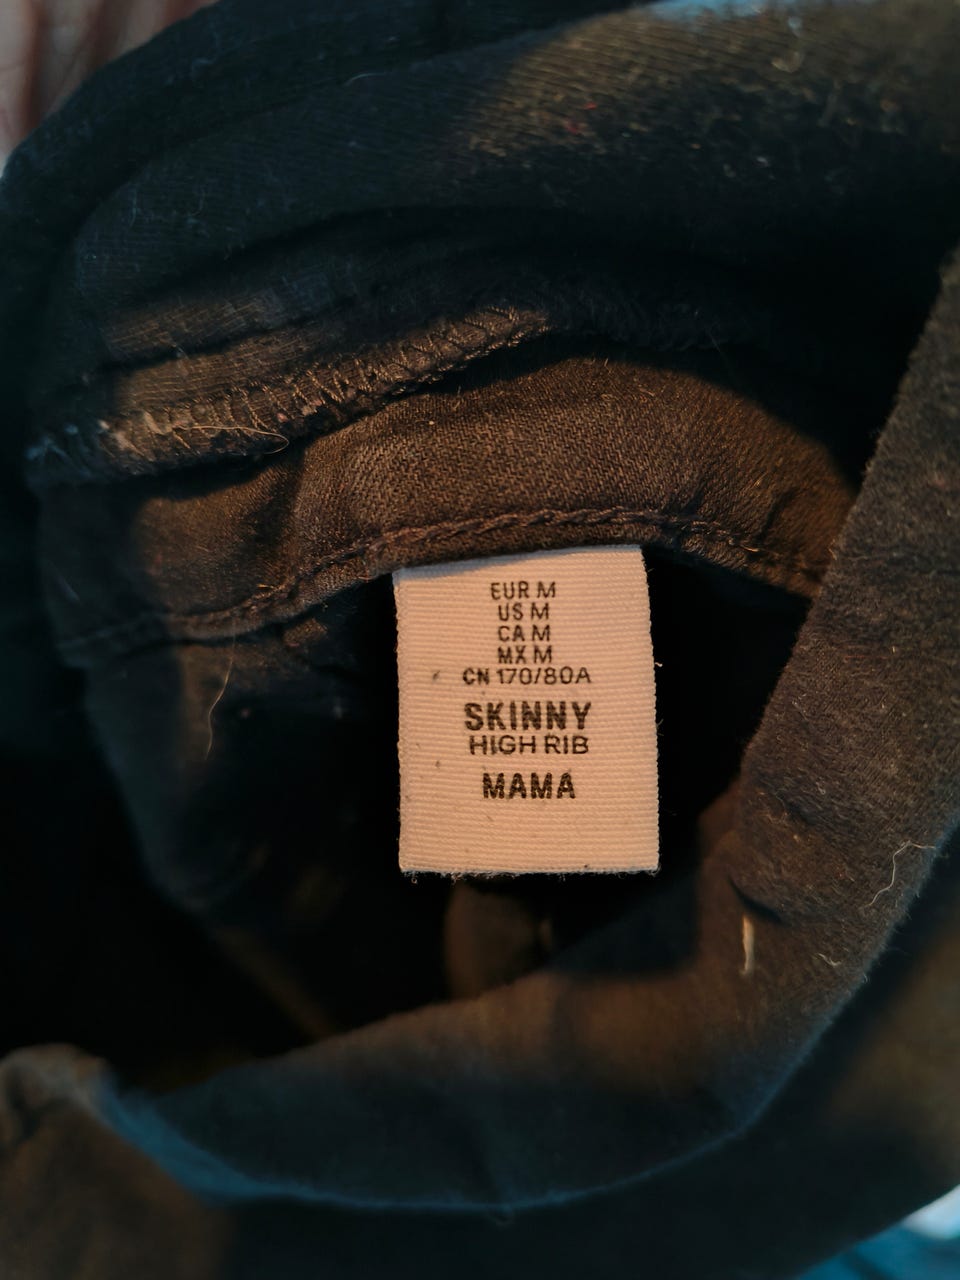 EUR M
US M
CA M
MX M
CN 170/80A
SKINNY
HIGH RIB
MAMA